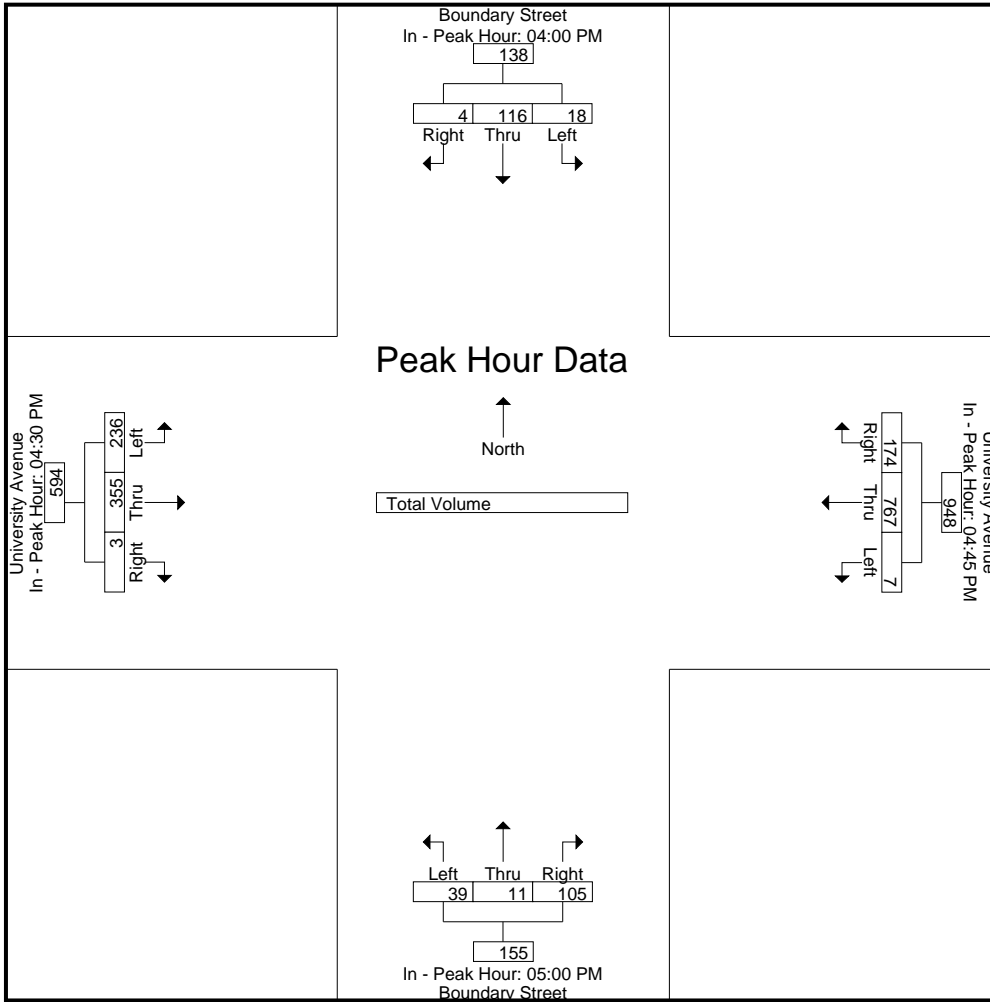 Boundary Street
In - Peak Hour: 04:00 PM
138
4 116 18
Right Thru Left
Peak Hour Data
North
Total Volume
University Avenue
In - Peak Hour: 04:30 PM
594
236 355 3
Left Thru Right
University Avenue
In - Peak Hour: 04:45 PM
948
174 767 7
Right Thru Left
Left Thru Right
39 11 105
155
In - Peak Hour: 05:00 PM
Boundary Street